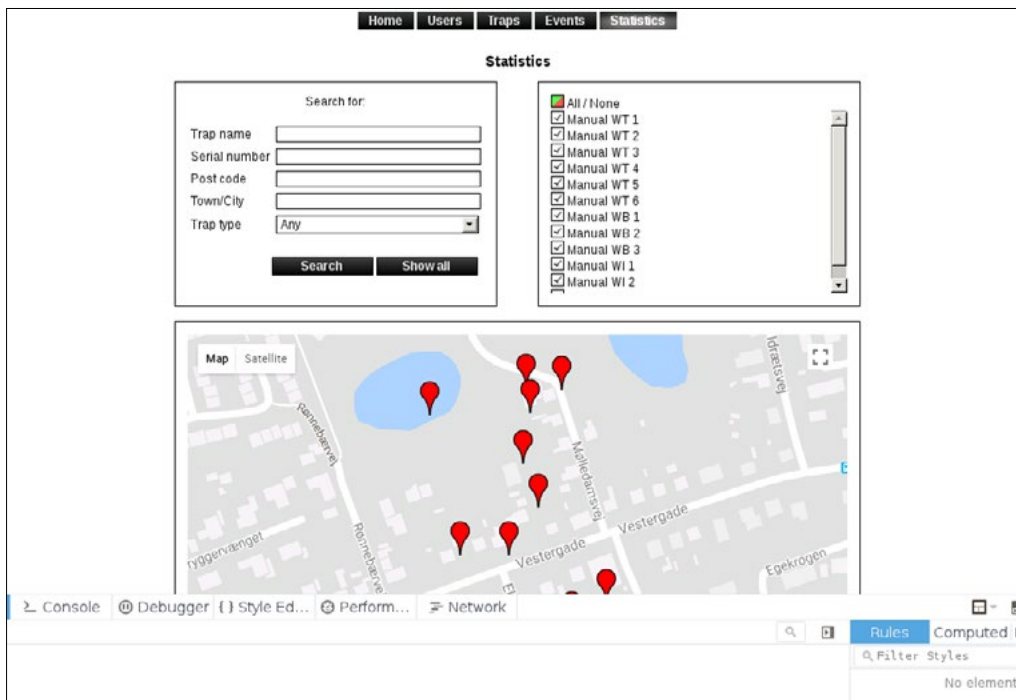 Home Users Traps Events Statistics
Statistics
Search for:
Trap name
Serial number
Post code
Town/City
Trap type Any
Search Show all
All / None
Manual WT 1
Manual WT 2
Manual WT 3
Manual WT 4
Manual WT 5
Manual WT 6
Manual WB 1
Manual WB 2
Manual WB 3
Manual WI 1
Manual WI 2
Map Satellite
Idrætsvej
Rønnebærvej
Mølledamsvej
Vestergade
Vestergade
Egekrogen
ryggervænget
Rønnebærve
El
Console Debugger { } Style Ed... Perform... Network
Rules Computed
Filter Styles
No element